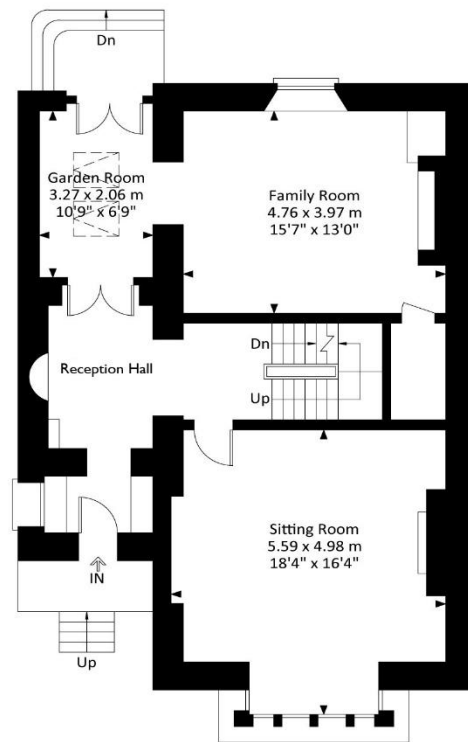 Dn
Garden Room
3.27 x 2.06 m
10'9" x 6'9"
Family Room
4.76 x 3.97 m
15'7" x 13'0"
Reception Hall
Dn
Up
Sitting Room
5.59 x 4.98 m
18'4" x 16'4"
IN
Up